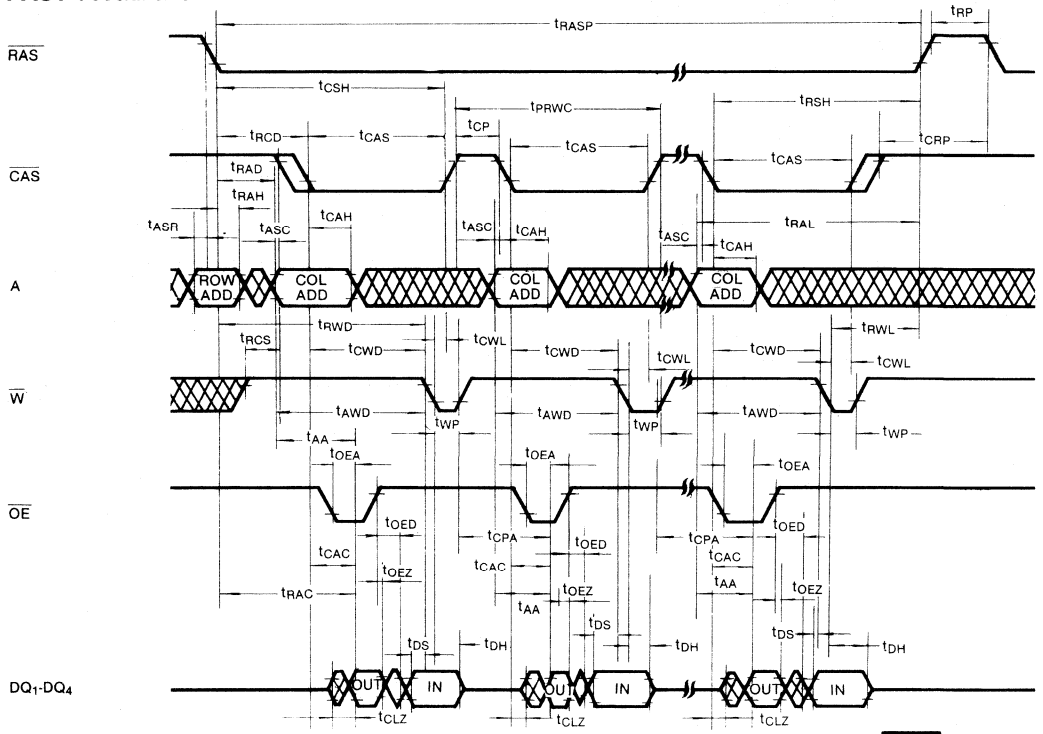 tRASP
tRP
RAS
tCSH
tPRWC
tRSH
tRCD
tCAS
tCP
tCAS
tCAS
tCRP
CAS
tRAD
tRAH
tASR
tASC
tCAH
tASC
tCAH
tASC
tCAH
tRAL
A
ROW ADD
COL ADD
COL ADD
COL ADD
tRWD
tRWL
tRCS
tCWD
tCWL
tCWD
tCWL
tCWD
tCWL
W
tAWD
tWP
tAWD
tWP
tAWD
tWP
tAA
tOEA
tOEA
tOEA
OE
tOED
tCPA
tOED
tCPA
tOED
tCAC
tOEZ
tCAC
tOEZ
tCAC
tOEZ
tRAC
tAA
tAA
tDS
tDH
tDS
tDH
tDS
tDH
DQ1-DQ4
OUT
IN
OUT
IN
OUT
IN
tCLZ
tCLZ
tCLZ